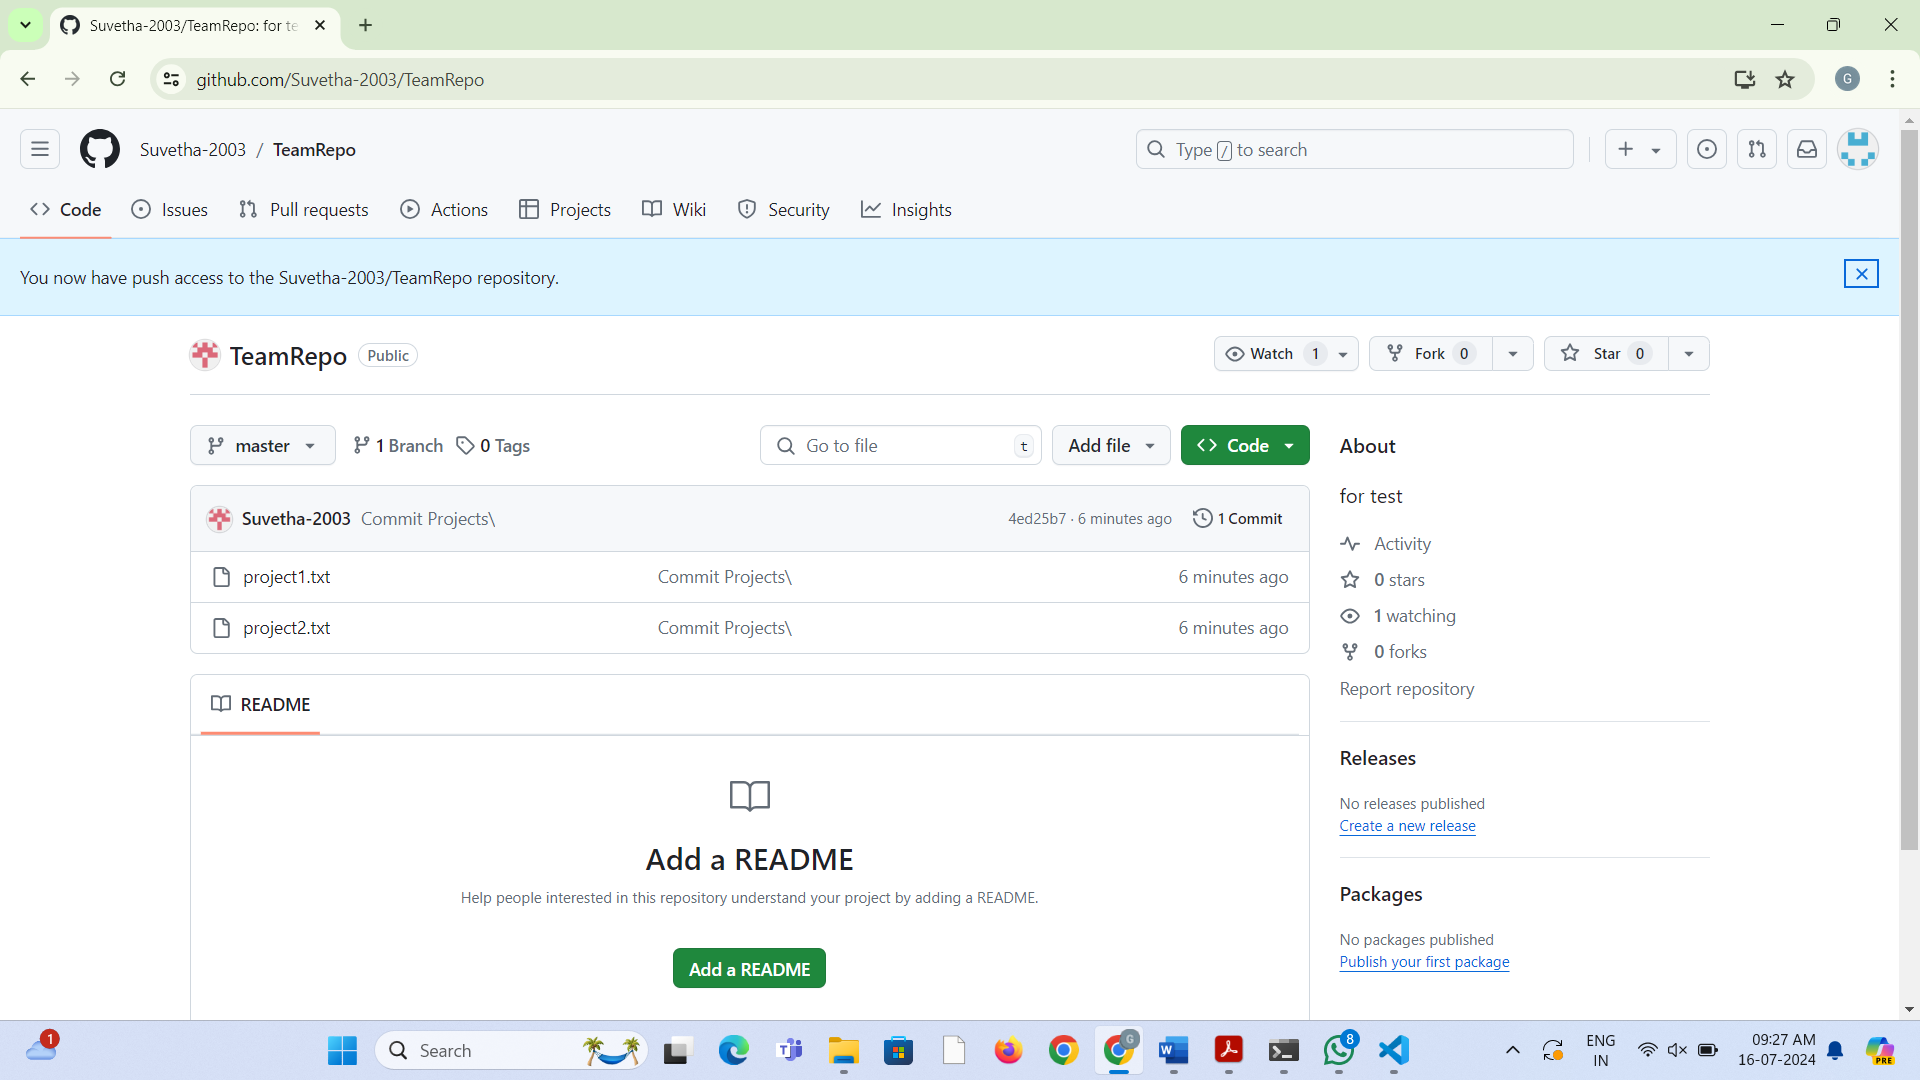 Suvetha-2003/TeamRepo: for te
github.com/Suvetha-2003/TeamRepo
G
Suvetha-2003 / TeamRepo
Type / to search
Code
Issues
Pull requests
Actions
Projects
Wiki
Security
Insights
You now have push access to the Suvetha-2003/TeamRepo repository.
TeamRepo Public
Watch 1
Fork 0
Star 0
master
1 Branch
0 Tags
Go to file t
Add file
Code
About
for test
Suvetha-2003 Commit Projects\
4ed25b7 · 6 minutes ago
1 Commit
project1.txt Commit Projects\ 6 minutes ago
project2.txt Commit Projects\ 6 minutes ago
Activity
0 stars
1 watching
0 forks
Report repository
README
Add a README
Help people interested in this repository understand your project by adding a README.
Add a README
Releases
No releases published
Create a new release
Packages
No packages published
Publish your first package
1
Search
G
8
ENG
IN
09:27 AM
16-07-2024
PRE